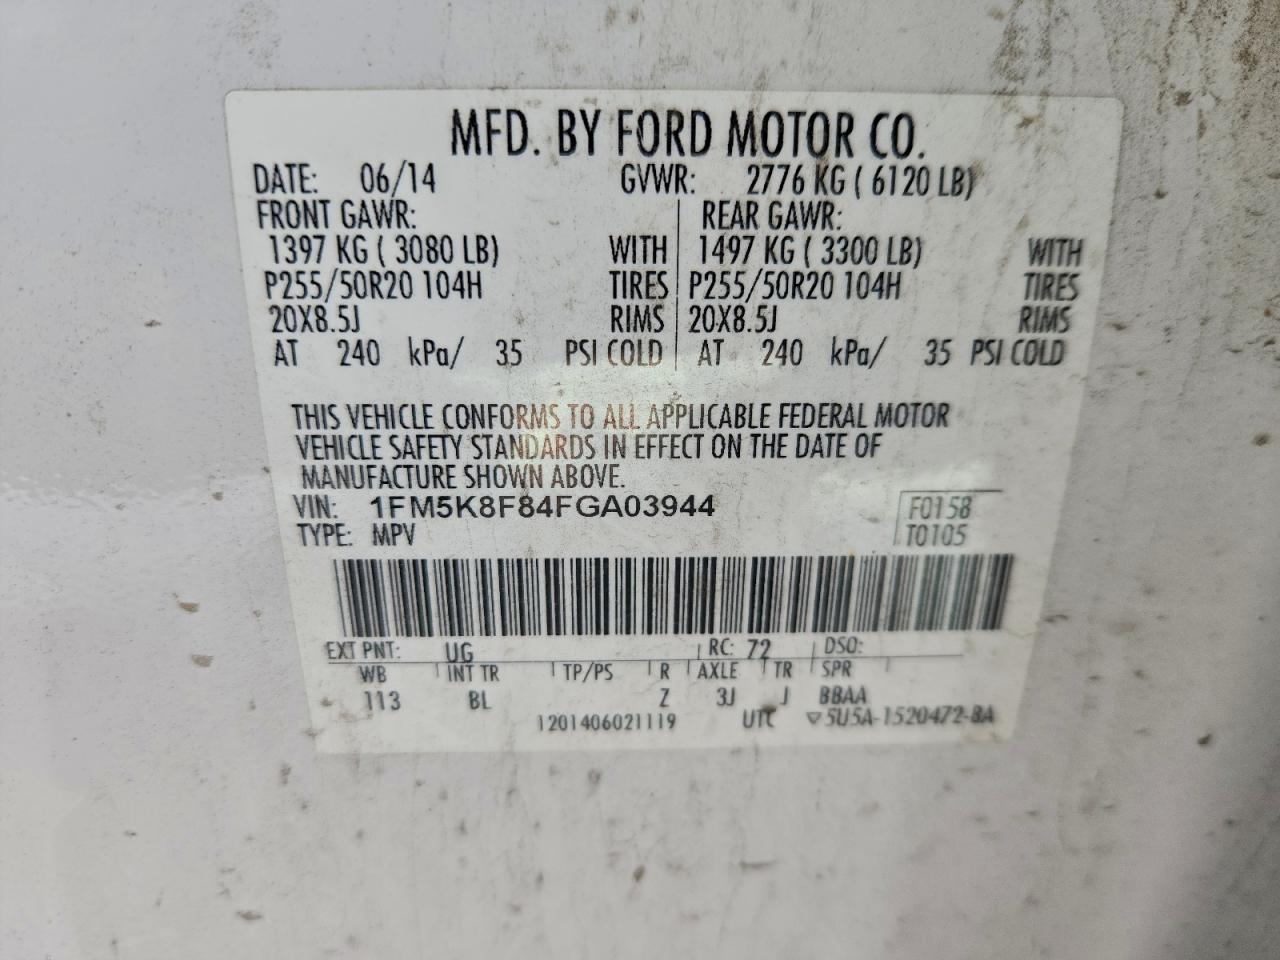 MFD. BY FORD MOTOR CO.
DATE: 06/14 GVWR: 2776 KG ( 6120 LB)
FRONT GAWR: REAR GAWR:
1397 KG ( 3080 LB) WITH 1497 KG ( 3300 LB) WITH
P255/50R20 104H TIRES P255/50R20 104H TIRES
20X8.5J RIMS 20X8.5J RIMS
AT 240 kPa/ 35 PSI COLD AT 240 kPa/ 35 PSI COLD
THIS VEHICLE CONFORMS TO ALL APPLICABLE FEDERAL MOTOR
VEHICLE SAFETY STANDARDS IN EFFECT ON THE DATE OF
MANUFACTURE SHOWN ABOVE.
VIN: 1FM5K8F84FGA03944 F0158
TYPE: MPV T0105
EXT PNT: UG RC: 72 DSO:
WB INT TR TP/PS R AXLE TR SPR
113 BL Z 3J J BBAA
1201406021119 UTC ▽5U5A-1520472-BA